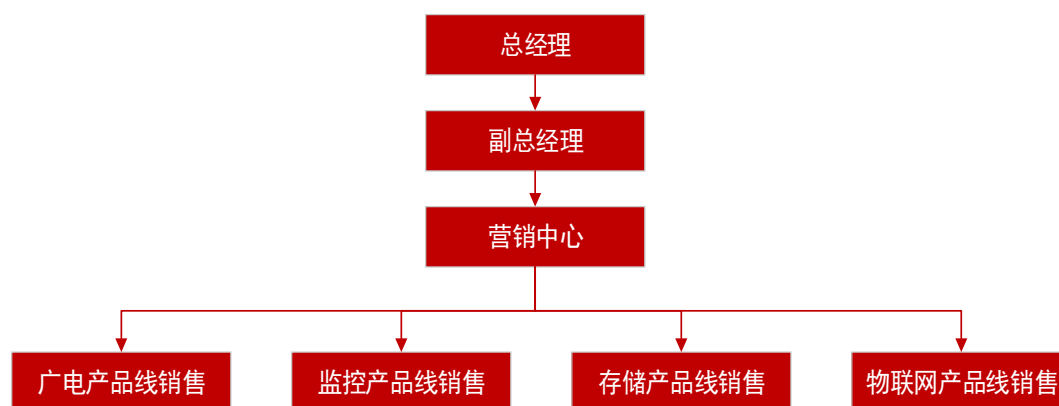 总经理
副总经理
营销中心
广电产品线销售
监控产品线销售
存储产品线销售
物联网产品线销售